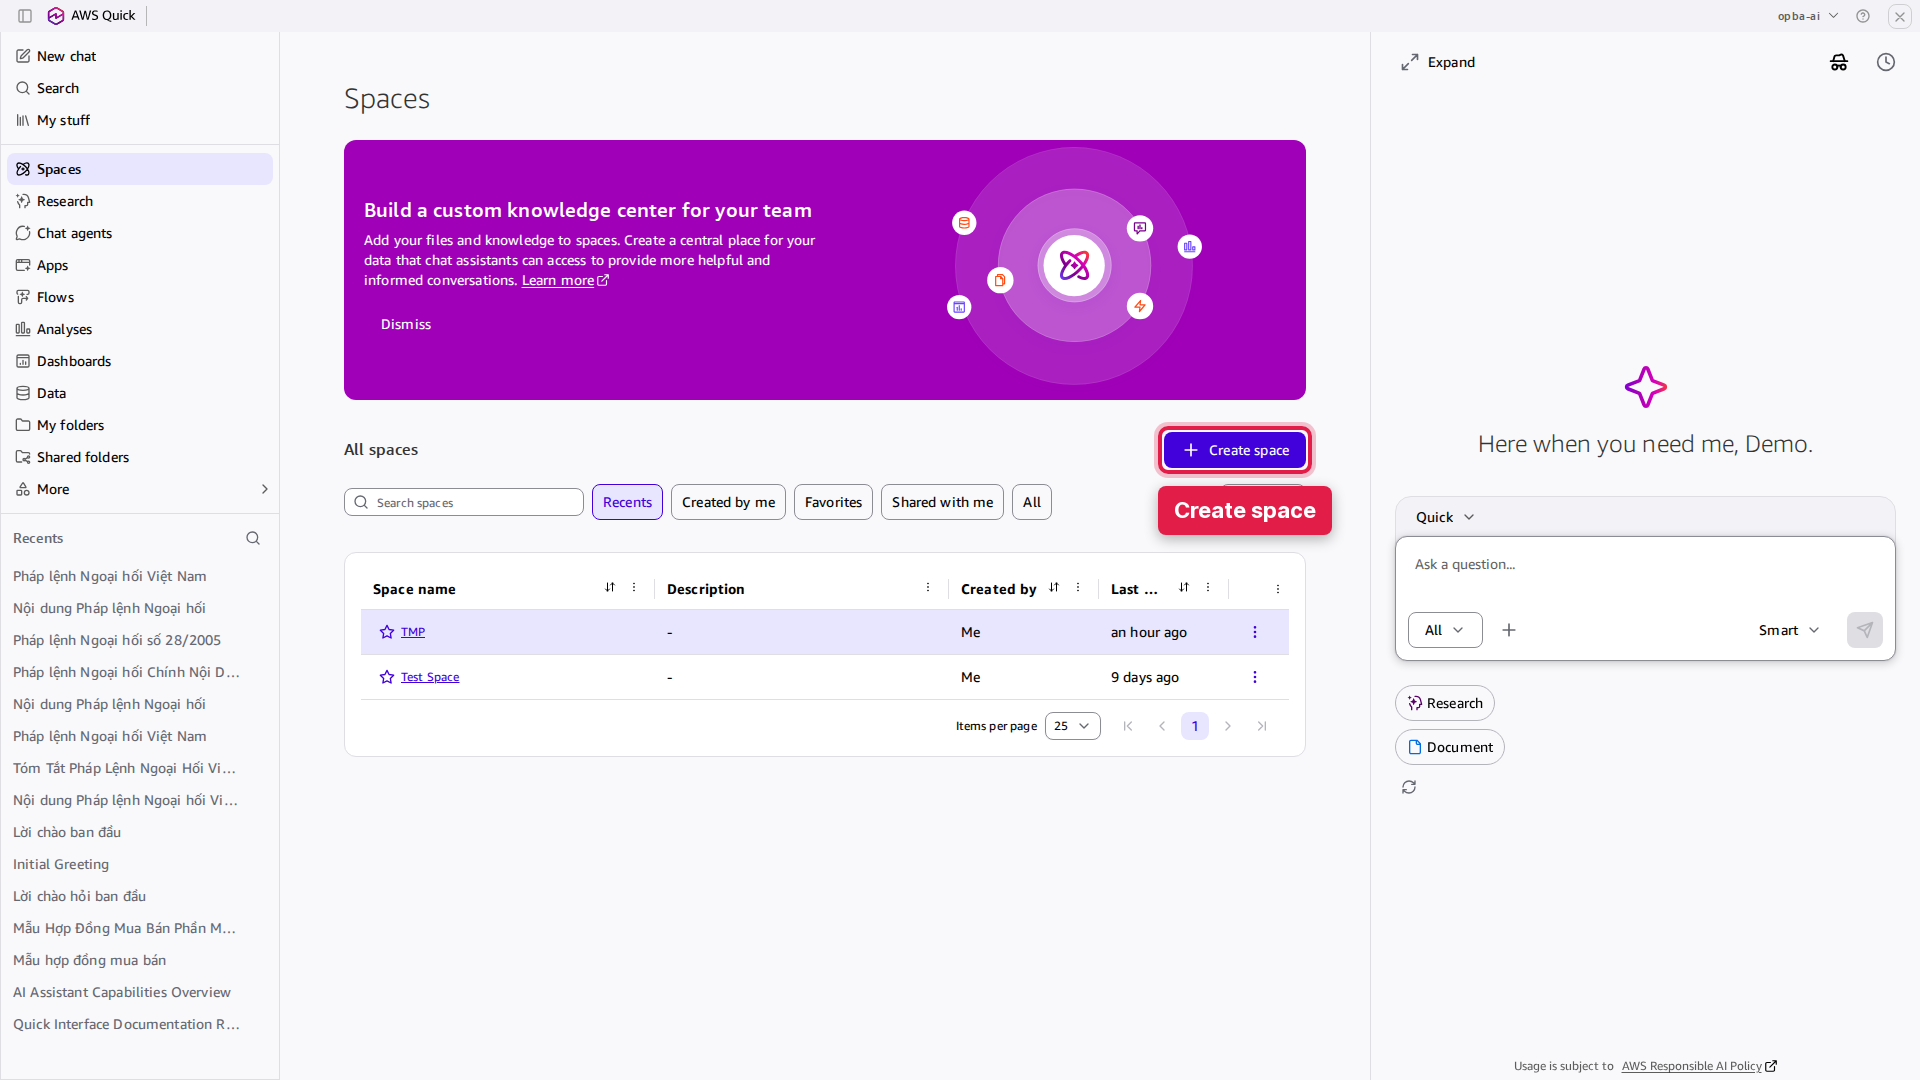 AWS Quick
opba-ai
New chat
Search
My stuff
Spaces
Research
Chat agents
Apps
Flows
Analyses
Dashboards
Data
My folders
Shared folders
More
Recents
Pháp lệnh Ngoại hối Việt Nam
Nội dung Pháp lệnh Ngoại hối
Pháp lệnh Ngoại hối số 28/2005
Pháp lệnh Ngoại hối Chính Nội D...
Nội dung Pháp lệnh Ngoại hối
Pháp lệnh Ngoại hối Việt Nam
Tóm Tắt Pháp Lệnh Ngoại Hối Vi...
Nội dung Pháp lệnh Ngoại hối Vi...
Lời chào ban đầu
Initial Greeting
Lời chào hỏi ban đầu
Mẫu Hợp Đồng Mua Bán Phần M...
Mẫu hợp đồng mua bán
AI Assistant Capabilities Overview
Quick Interface Documentation R...
Spaces
Build a custom knowledge center for your team
Add your files and knowledge to spaces. Create a central place for your
data that chat assistants can access to provide more helpful and
informed conversations. Learn more
Dismiss
All spaces
Create space
Create space
Search spaces
Recents
Created by me
Favorites
Shared with me
All
Space name Description Created by Last ...
TMP - Me an hour ago
Test Space - Me 9 days ago
Items per page 25 1
Expand
Here when you need me, Demo.
Quick
Ask a question...
All
Smart
Research
Document
Usage is subject to AWS Responsible AI Policy